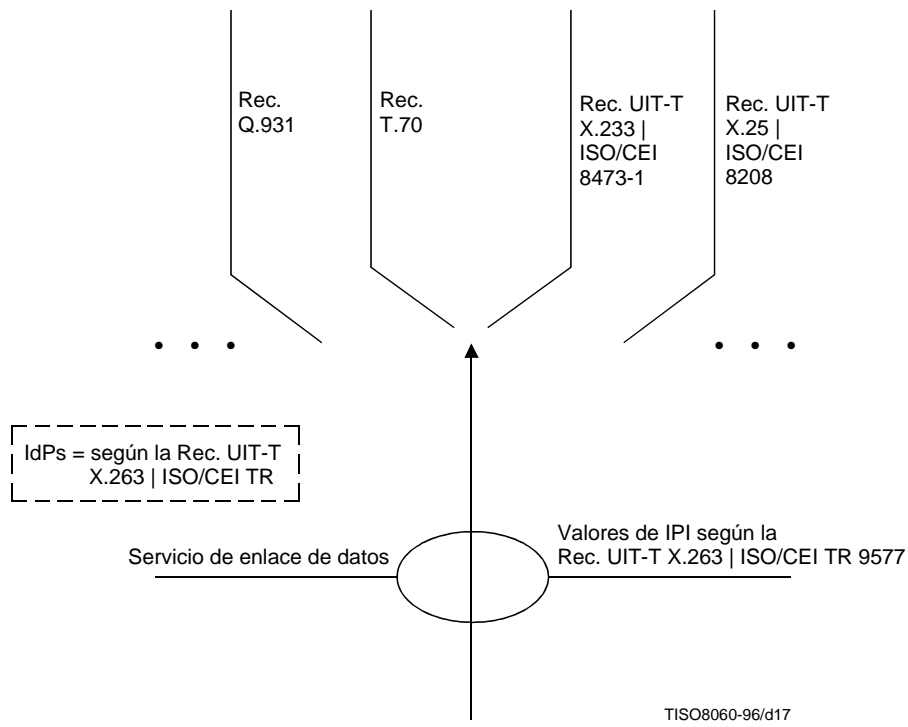 Rec.
Q.931
Rec.
T.70
Rec. UIT-T
X.233 |
ISO/CEI
8473-1
Rec. UIT-T
X.25 |
ISO/CEI
8208
IdPs = según la Rec. UIT-T
X.263 | ISO/CEI TR
Servicio de enlace de datos
Valores de IPI según la
Rec. UIT-T X.263 | ISO/CEI TR 9577
TISO8060-96/d17